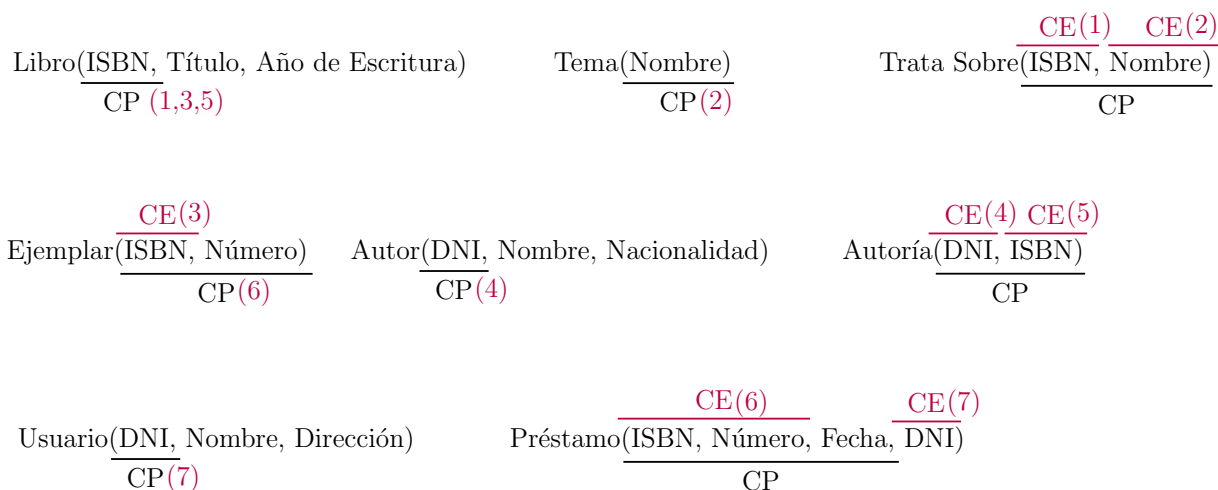 CE(1) CE(2)
Libro(ISBN, Título, Año de Escritura) Tema(Nombre) Trata Sobre(ISBN, Nombre)
CP (1,3,5) CP(2) CP
CE(3) CE(4) CE(5)
Ejemplar(ISBN, Número) Autor(DNI, Nombre, Nacionalidad) Autoría(DNI, ISBN)
CP(6) CP(4) CP
CE(6) CE(7)
Usuario(DNI, Nombre, Dirección) Préstamo(ISBN, Número, Fecha, DNI)
CP(7) CP